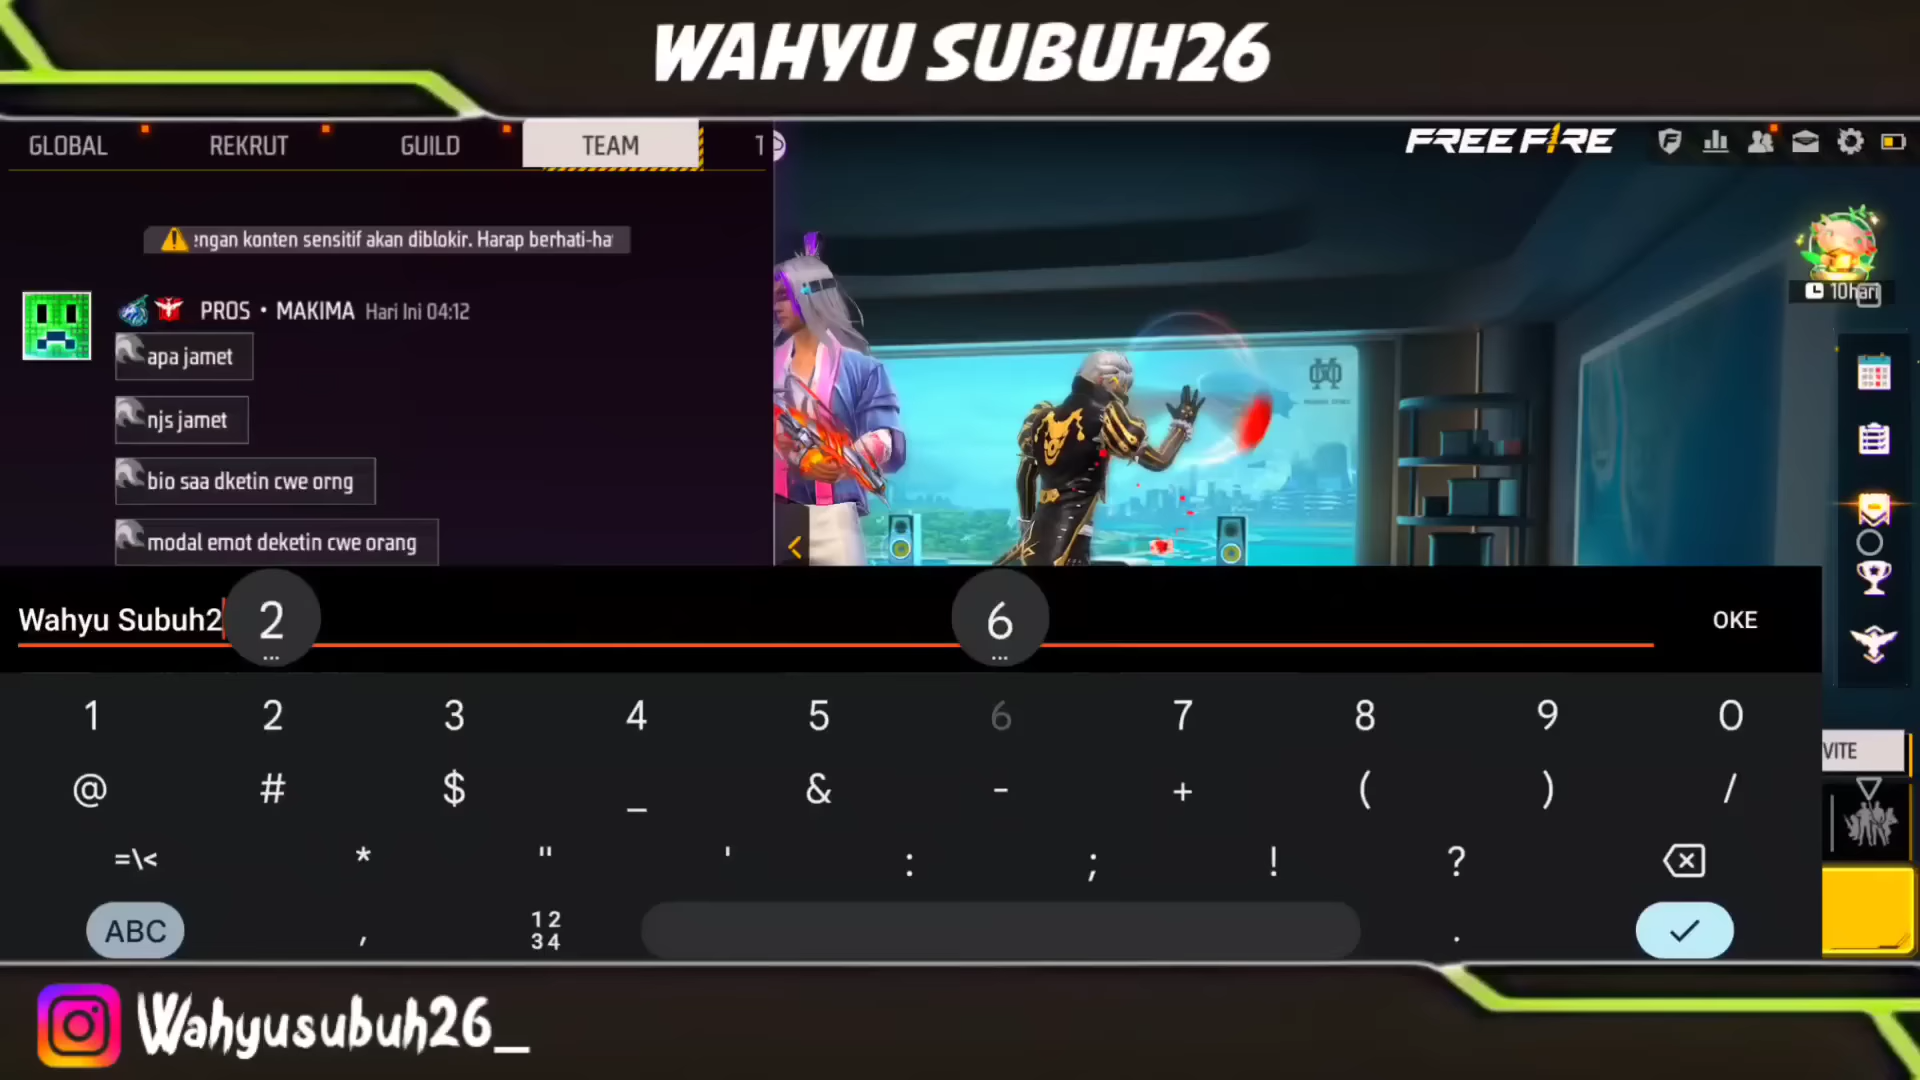 WAHYU SUBUH26
GLOBAL REKRUT GUILD TEAM
FREE FIRE
engan konten sensitif akan diblokir. Harap berhati-ha
10hari
PROS • MAKIMA Hari Ini 04:12
apa jamet
njs jamet
bio saa dketin cwe orng
modal emot deketin cwe orang
Wahyu Subuh2 2 6 OKE
1 2 3 4 5 6 7 8 9 0
VITE
@ # $ _ & - + ( ) /
=\< * " ' : ; ! ?
ABC , 12 34 .
Wahyusubuh26_